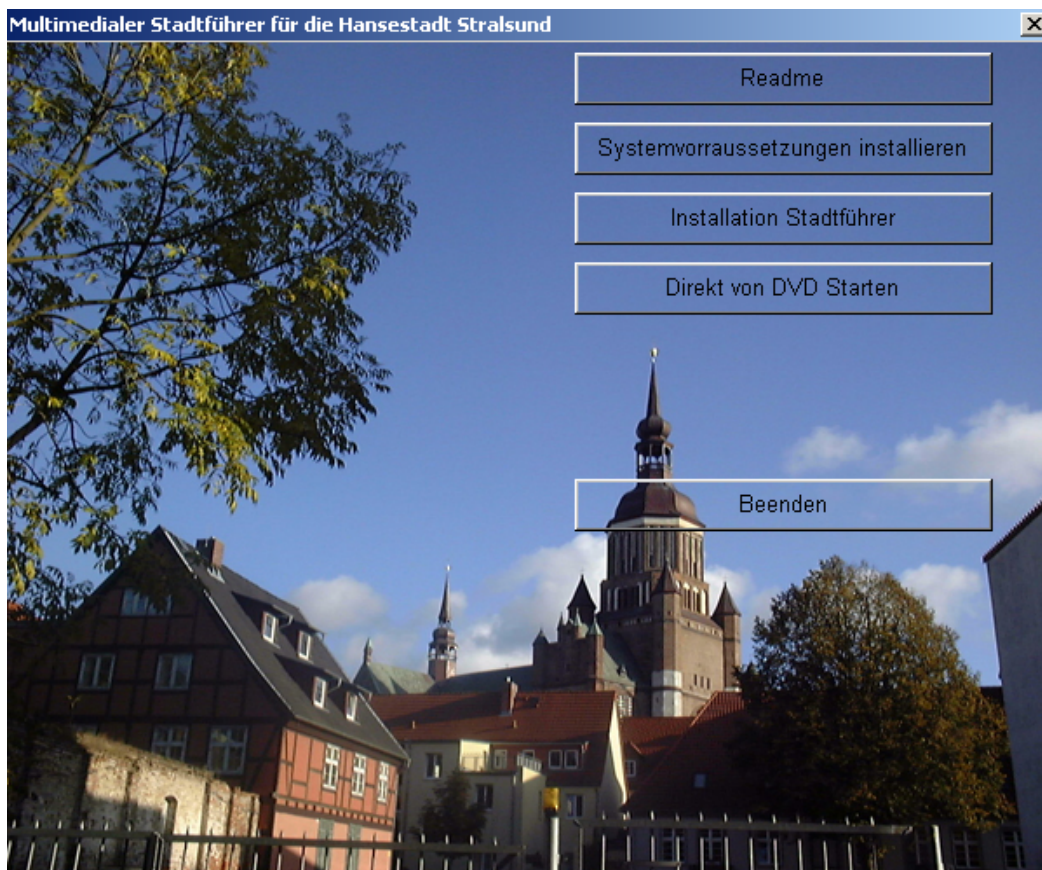 Multimedialer Stadtführer für die Hansestadt Stralsund
Readme
Systemvorraussetzungen installieren
Installation Stadtführer
Direkt von DVD Starten
Beenden